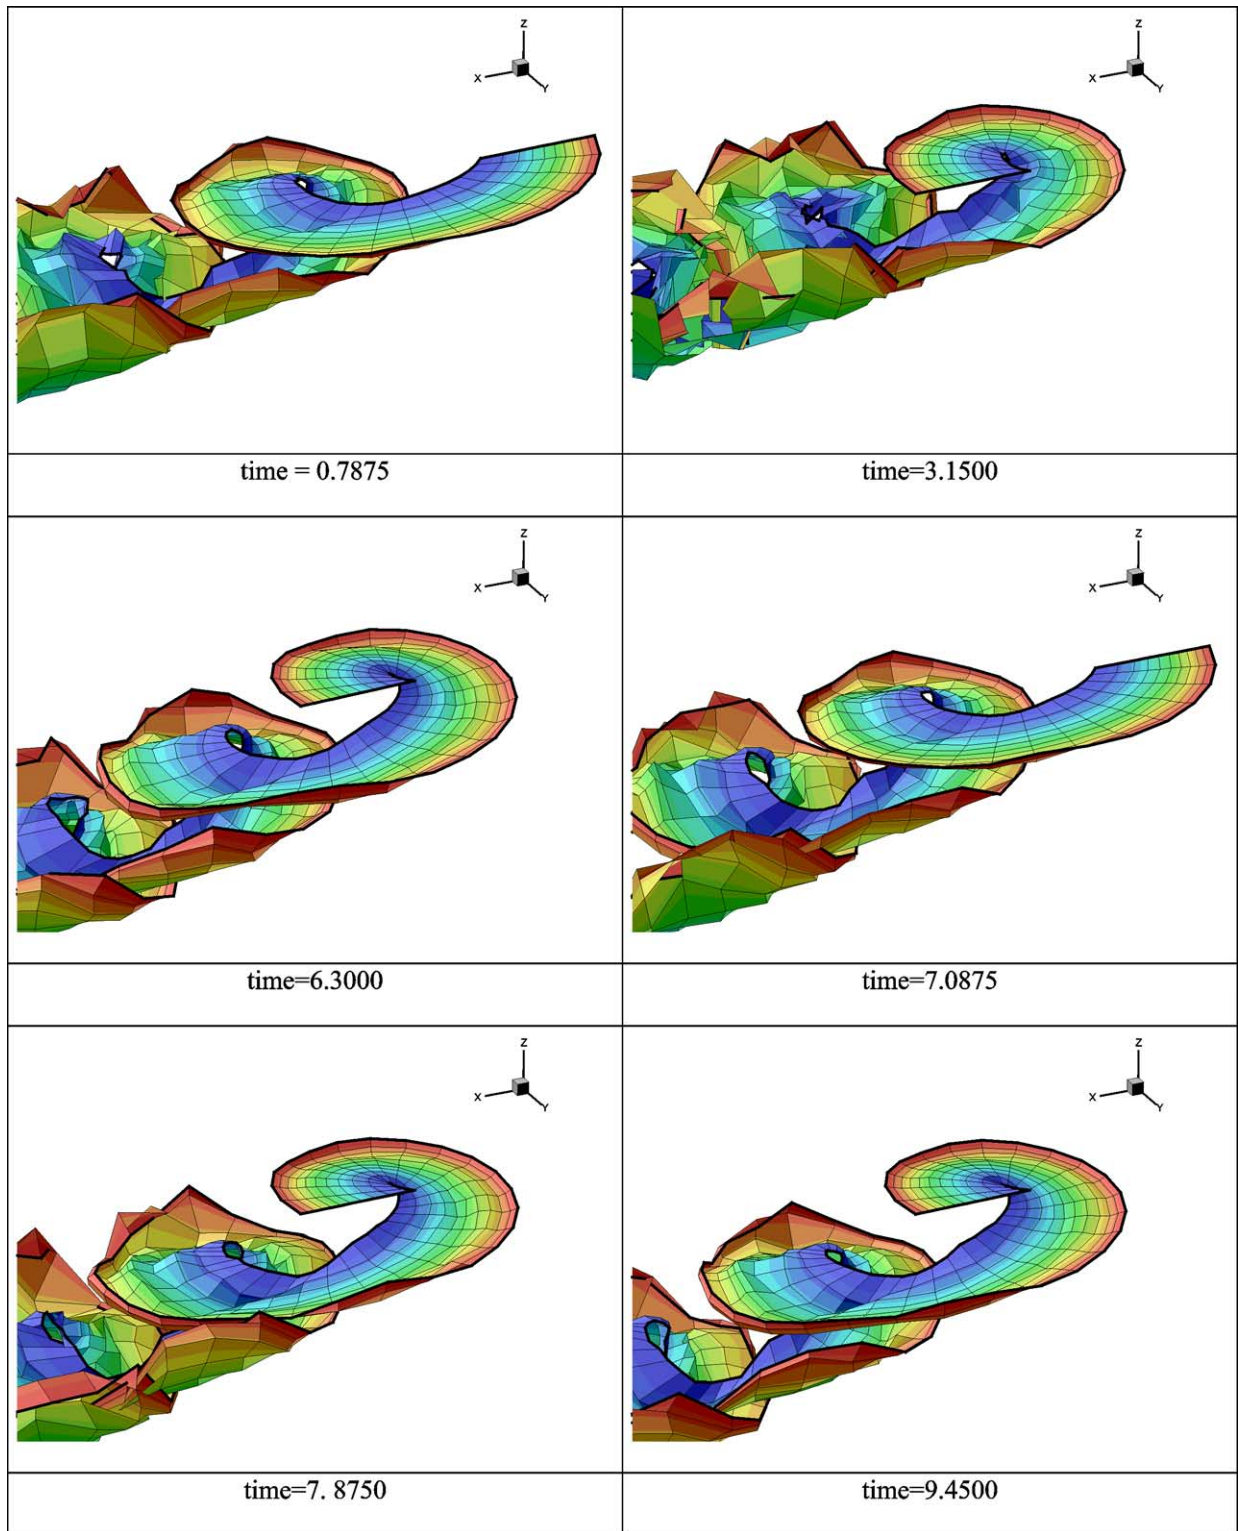 Z
X
Y
Z
X
Y
time = 0.7875
time=3.1500
Z
X
Y
Z
X
Y
time=6.3000
time=7.0875
Z
X
Y
Z
X
Y
time=7. 8750
time=9.4500